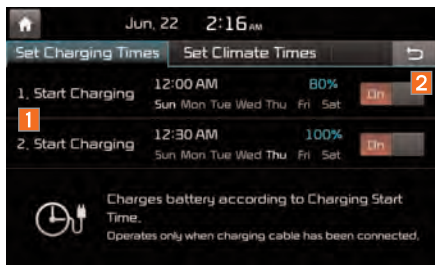 Jun, 22 2:16 AM
Set Charging Times Set Climate Times
1. Start Charging 12:00 AM 80% On 2
Sun Mon Tue Wed Thu Fri Sat
1
2. Start Charging 12:30 AM 100% On
Sun Mon Tue Wed Thu Fri Sat
Charges battery according to Charging Start
Time.
Operates only when charging cable has been connected.